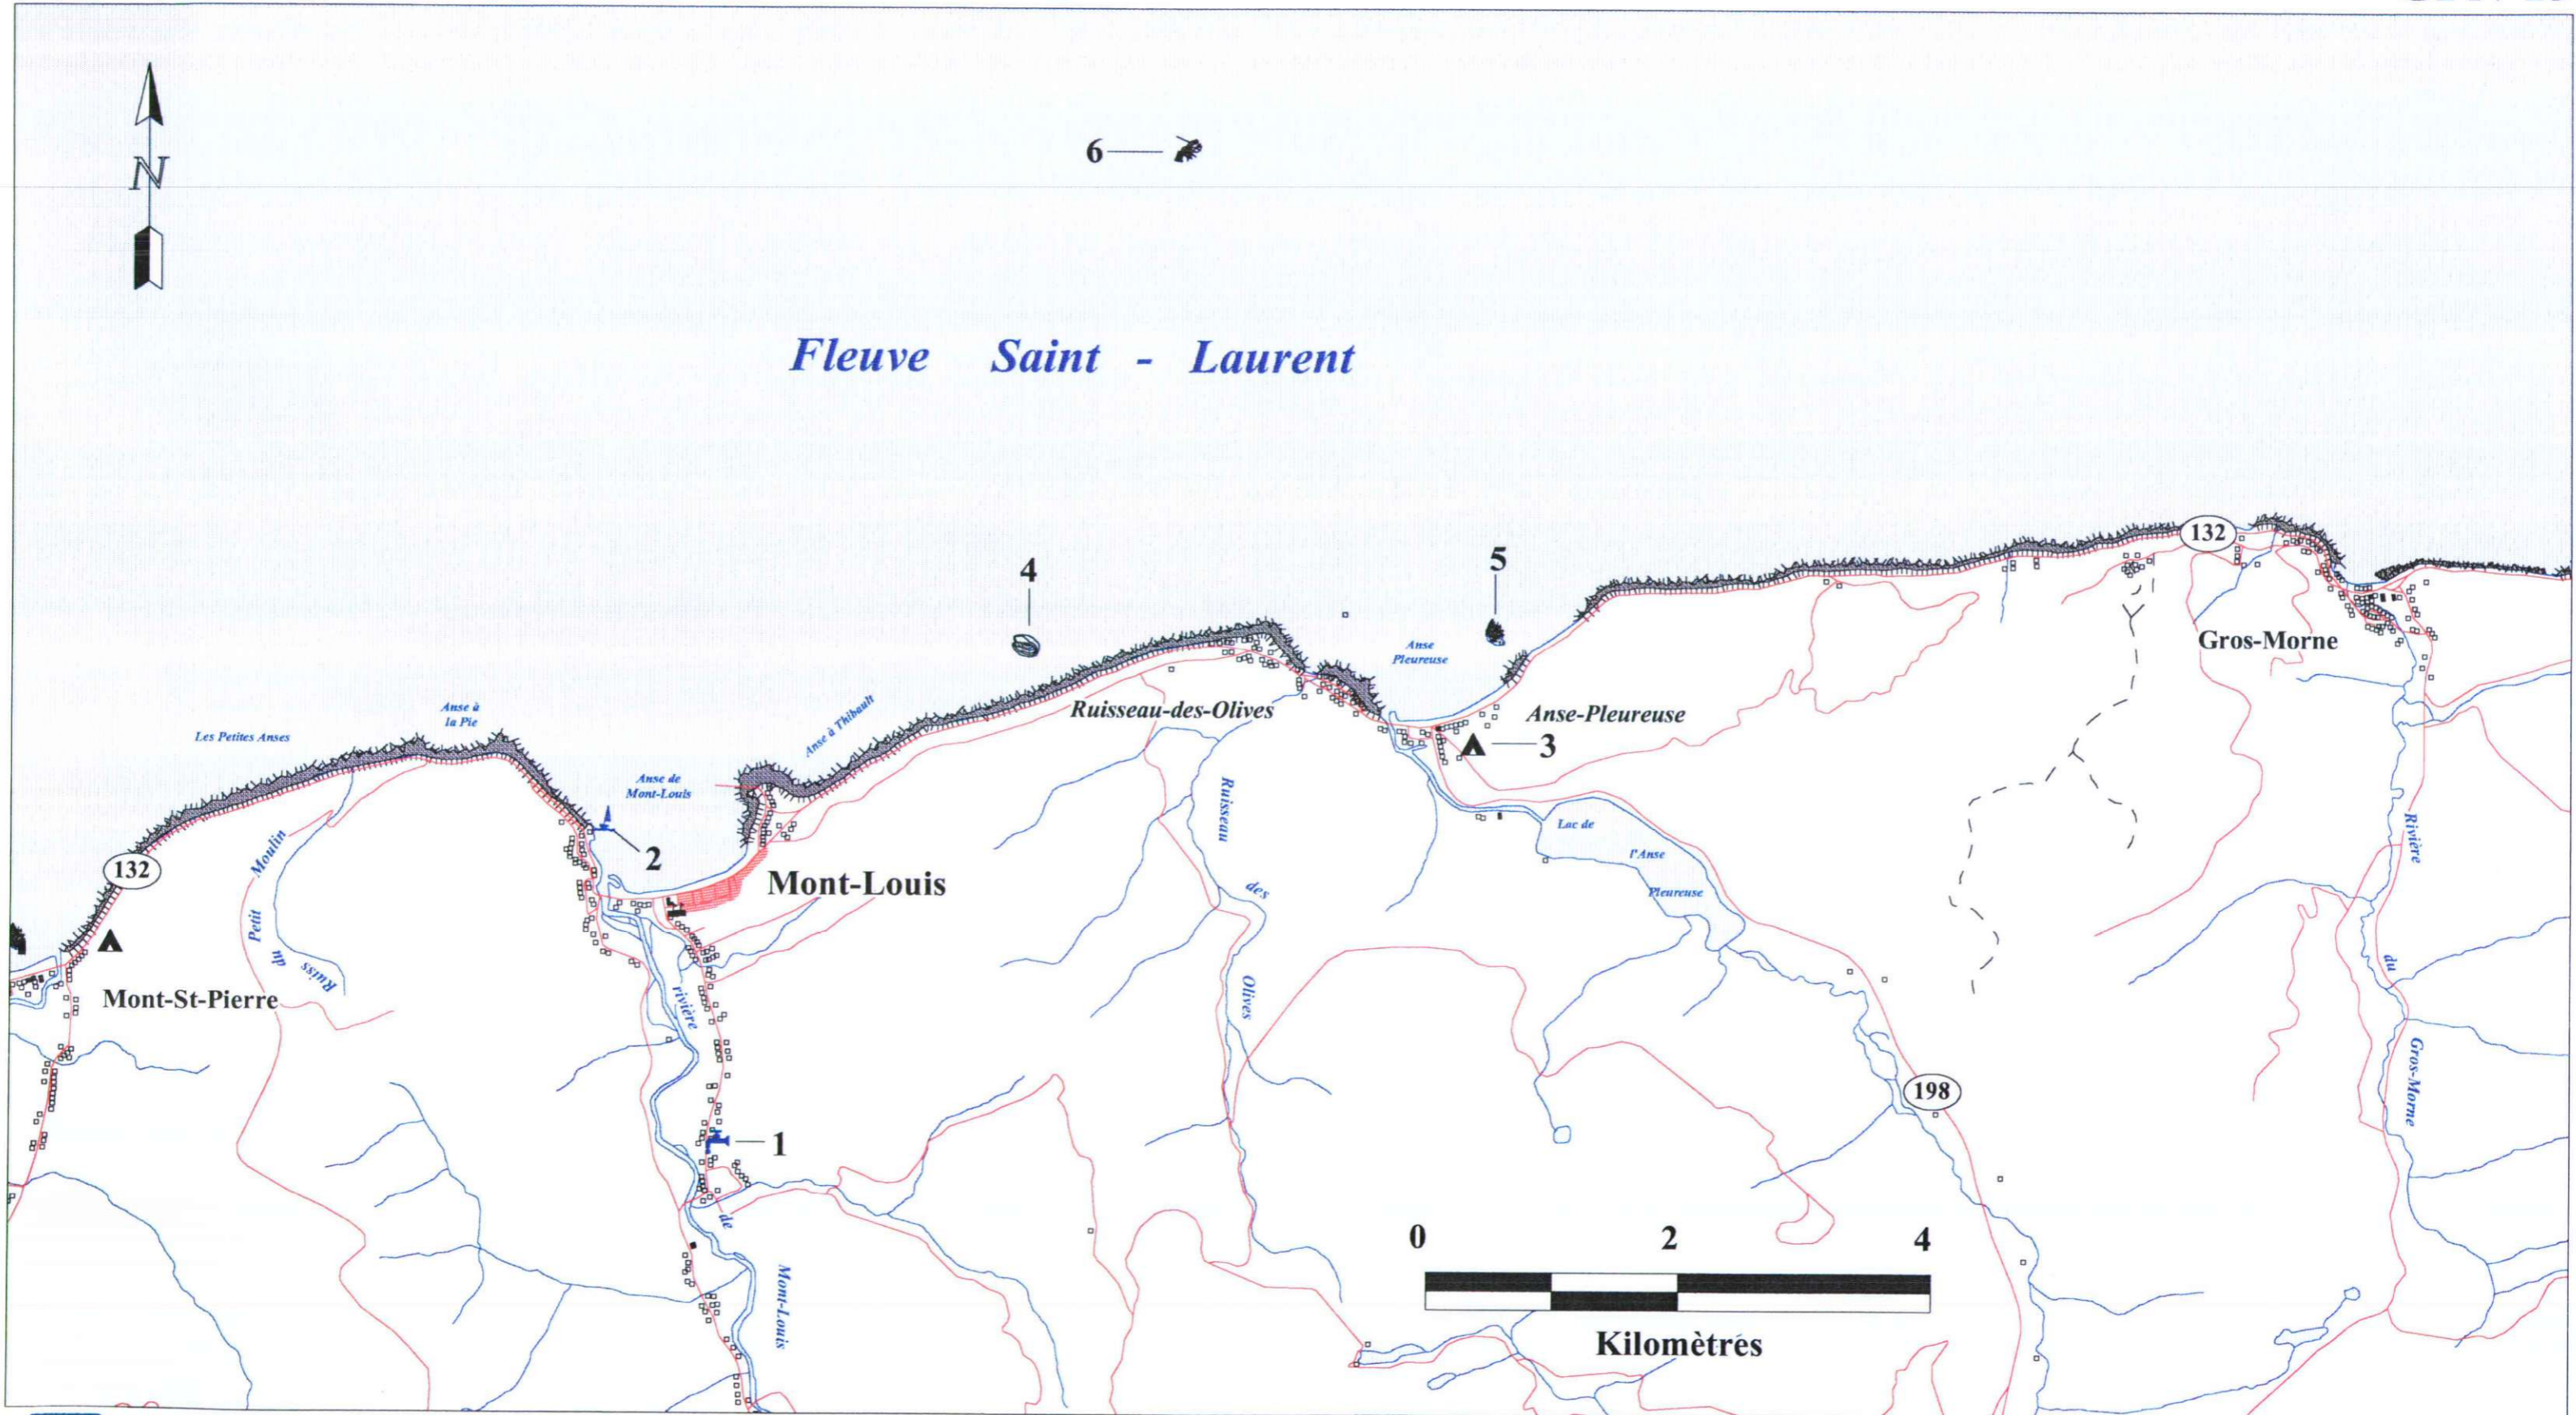 N
6
Fleuve Saint - Laurent
132
5
4
Anse
Pleureuse
Gros-Morne
Anse à
la Pie
Les Petites Anses
Anse à Thibault
Ruisseau-des-Olives
Anse-Pleureuse
3
Anse de
Mont-Louis
2
132
Mont-Louis
Ruisseau
des
Olives
Lac de
l'Anse
Pleureuse
Rivière
du
Gros-Morne
Ruiss
du
Petit
Moulin
Mont-St-Pierre
rivière
de
Mont-Louis
198
1
0 2 4
Kilomètres